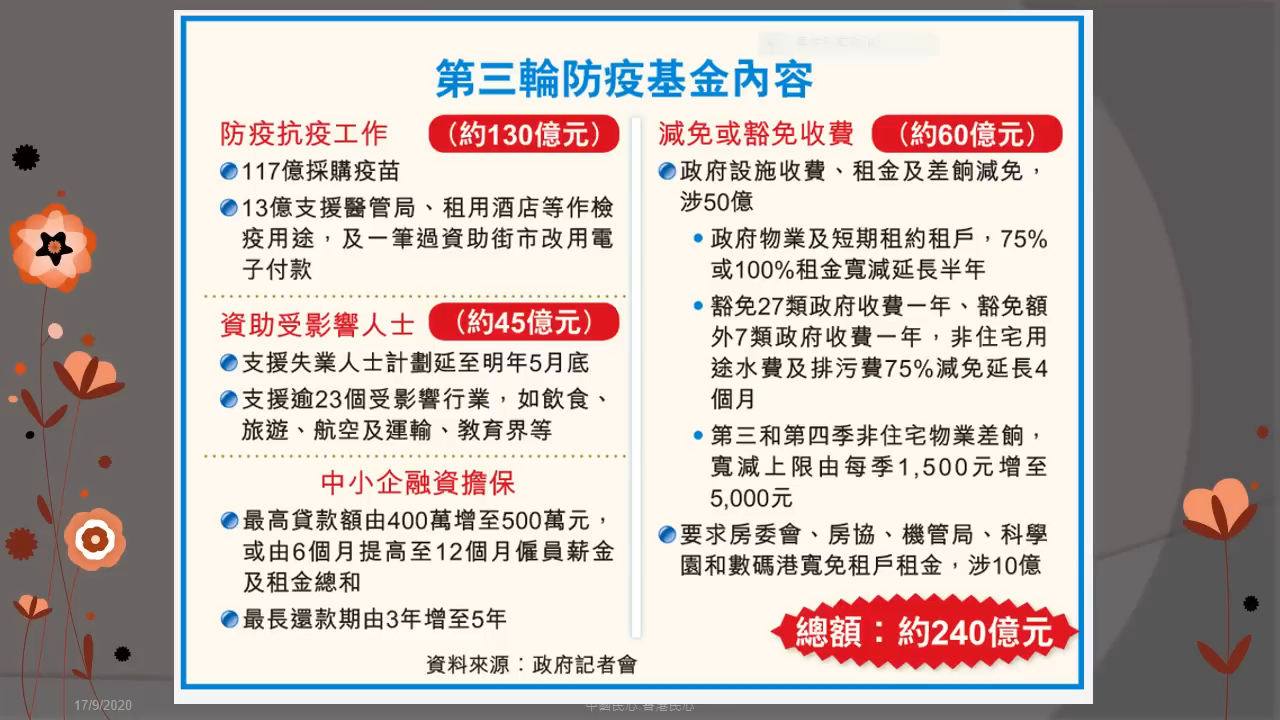 第三輪防疫基金內容
防疫抗疫工作 （約130億元）
117億採購疫苗
13億支援醫管局、租用酒店等作檢
疫用途，及一筆過資助街市改用電
子付款
資助受影響人士 （約45億元）
支援失業人士計劃延至明年5月底
支援逾23個受影響行業，如飲食、
旅遊、航空及運輸、教育界等
中小企融資擔保
最高貸款額由400萬增至500萬元，
或由6個月提高至12個月僱員薪金
及租金總和
最長還款期由3年增至5年
減免或豁免收費 （約60億元）
政府設施收費、租金及差餉減免，
涉50億
政府物業及短期租約租戶，75%
或100%租金寬減延長半年
豁免27類政府收費一年、豁免額
外7類政府收費一年，非住宅用
途水費及排污費75%減免延長4
個月
第三和第四季非住宅物業差餉，
寬減上限由每季1,500元增至
5,000元
要求房委會、房協、機管局、科學
園和數碼港寬免租戶租金，涉10億
總額：約240億元
資料來源：政府記者會
17/9/2020
中國民心.香港民心